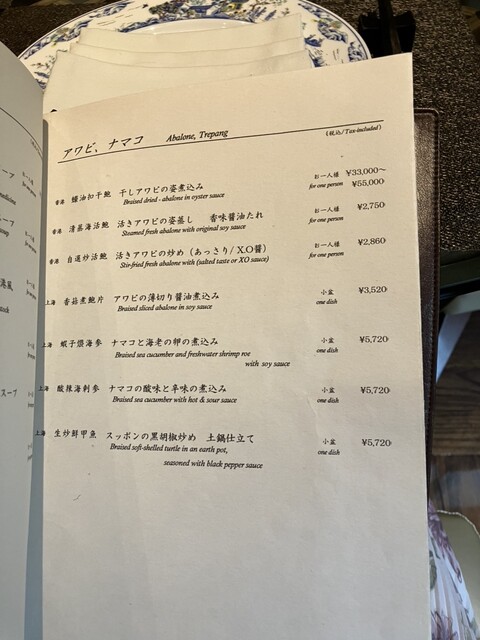 アワビ、ナマコ Abalone, Trepang (税込/Tax-included)
香港 蠔油扣干鮑 干しアワビの姿煮込み お一人様 ¥33,000〜
Braised dried - abalone in oyster sauce for one person ¥55,000
香港 清蒸海活鮑 活きアワビの姿蒸し 香味醤油たれ お一人様 ¥2,750
Steamed fresh abalone with original soy sauce for one person
香港 自選炒活鮑 活きアワビの炒め（あっさり/ X.O醤） お一人様 ¥2,860
Stir-fried fresh abalone with (salted taste or XO sauce) for one person
上海 香菇煮鮑片 アワビの薄切り醤油煮込み 小盆 ¥3,520
Braised sliced abalone in soy sauce one dish
上海 蝦子燴海參 ナマコと海老の卵の煮込み 小盆 ¥5,720
Braised sea cucumber and freshwater shrimp roe one dish
with soy sauce
上海 酸辣海刺参 ナマコの酸味と辛味の煮込み 小盆 ¥5,720
Braised sea cucumber with hot & sour sauce one dish
上海 生炒鮮甲魚 スッポンの黒胡椒炒め 土鍋仕立て 小盆 ¥5,720
Braised soft-shelled turtle in an earth pot, one dish
seasoned with black pepper sauce
スープ